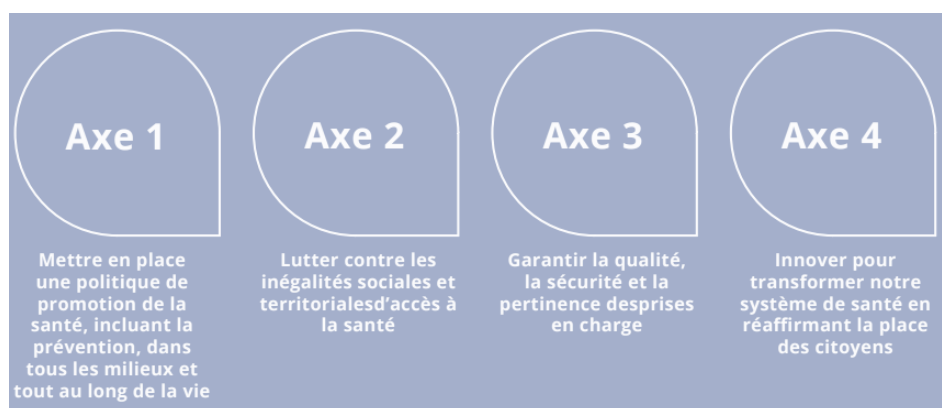 Axe 1
Mettre en place
une politique de
promotion de la
santé, incluant la
prévention, dans
tous les milieux et
tout au long de la vie
Axe 2
Lutter contre les
inégalités sociales et
territorialesd’accès à
la santé
Axe 3
Garantir la qualité,
la sécurité et la
pertinence desprises
en charge
Axe 4
Innover pour
transformer notre
système de santé en
réaffirmant la place
des citoyens